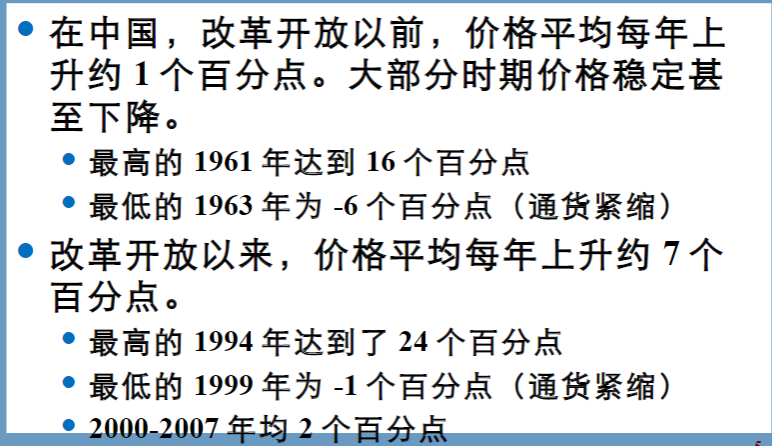 • 在中国，改革开放以前，价格平均每年上
升约 1 个百分点。大部分时期价格稳定甚
至下降。
• 最高的 1961 年达到 16 个百分点
• 最低的 1963 年为 -6 个百分点（通货紧缩）
• 改革开放以来，价格平均每年上升约 7 个
百分点。
• 最高的 1994 年达到了 24 个百分点
• 最低的 1999 年为 -1 个百分点（通货紧缩）
• 2000-2007 年均 2 个百分点